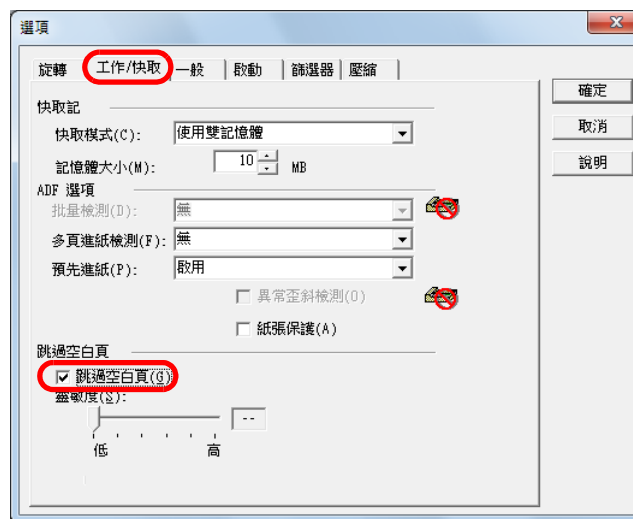 選項
旋轉 工作/快取 一般 啟動 篩選器 壓縮
確定
取消
說明
快取記
快取模式(C): 使用雙記憶體
記憶體大小(M): 10 MB
ADF 選項
批量檢測(D): 無
多頁進紙檢測(F): 無
預先進紙(P): 啟用
異常歪斜檢測(O)
紙張保護(A)
跳過空白頁
跳過空白頁(G)
靈敏度(S):
--
低 高